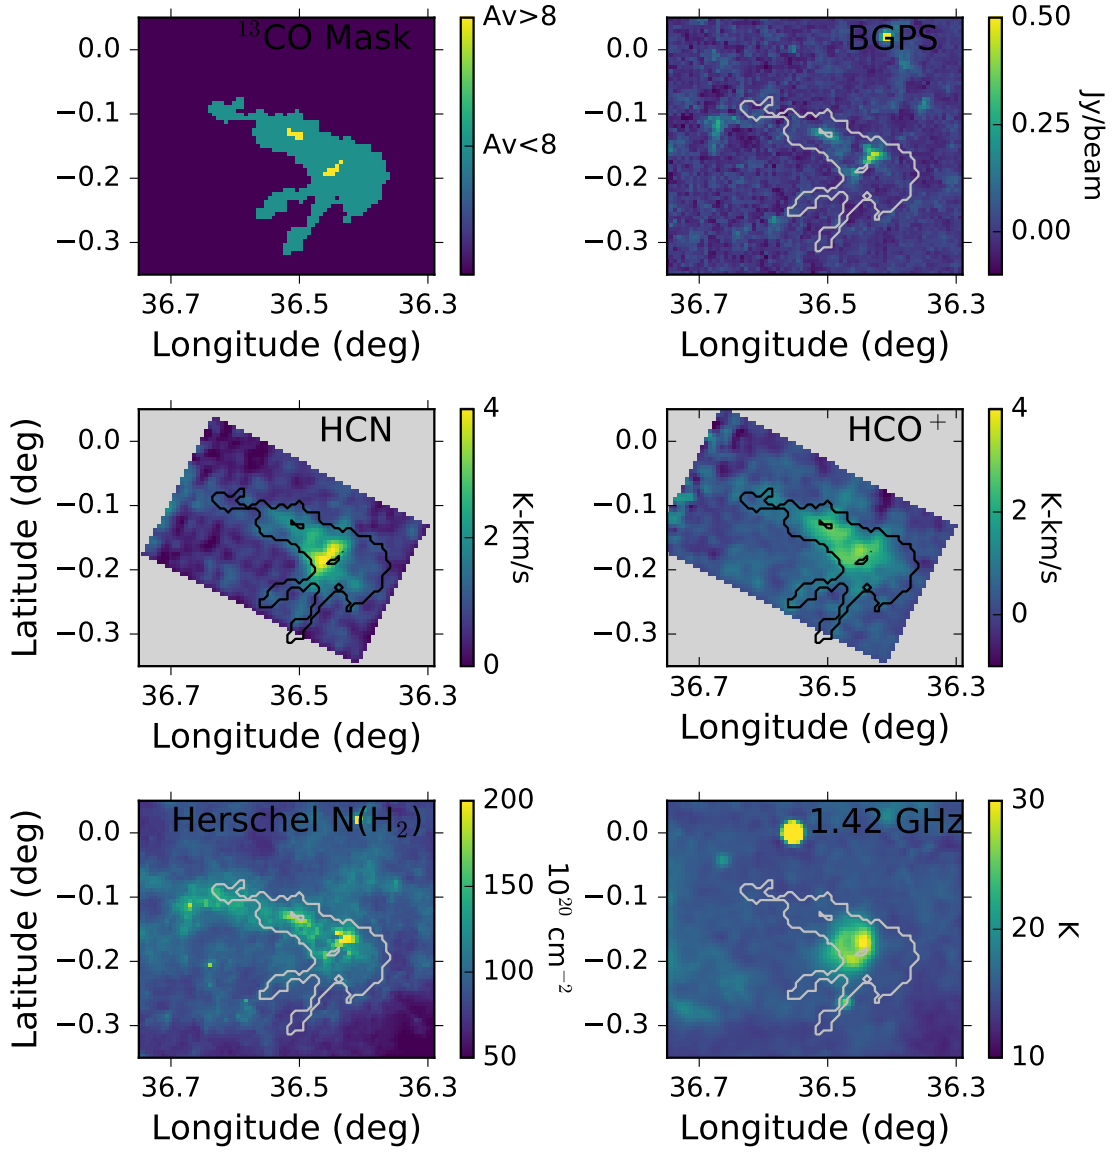 ¹³CO Mask
Av>8
Av<8
0.0
−0.1
−0.2
−0.3
36.7 36.5 36.3
Longitude (deg)
BGPS
0.50
0.25
0.00
Jy/beam
0.0
−0.1
−0.2
−0.3
36.7 36.5 36.3
Longitude (deg)
HCN
4
2
0
K-km/s
0.0
−0.1
−0.2
−0.3
Latitude (deg)
36.7 36.5 36.3
Longitude (deg)
HCO⁺
4
2
0
K-km/s
0.0
−0.1
−0.2
−0.3
36.7 36.5 36.3
Longitude (deg)
Herschel N(H₂)
200
150
100
50
10²⁰ cm⁻²
0.0
−0.1
−0.2
−0.3
Latitude (deg)
36.7 36.5 36.3
Longitude (deg)
1.42 GHz
30
20
10
K
0.0
−0.1
−0.2
−0.3
36.7 36.5 36.3
Longitude (deg)